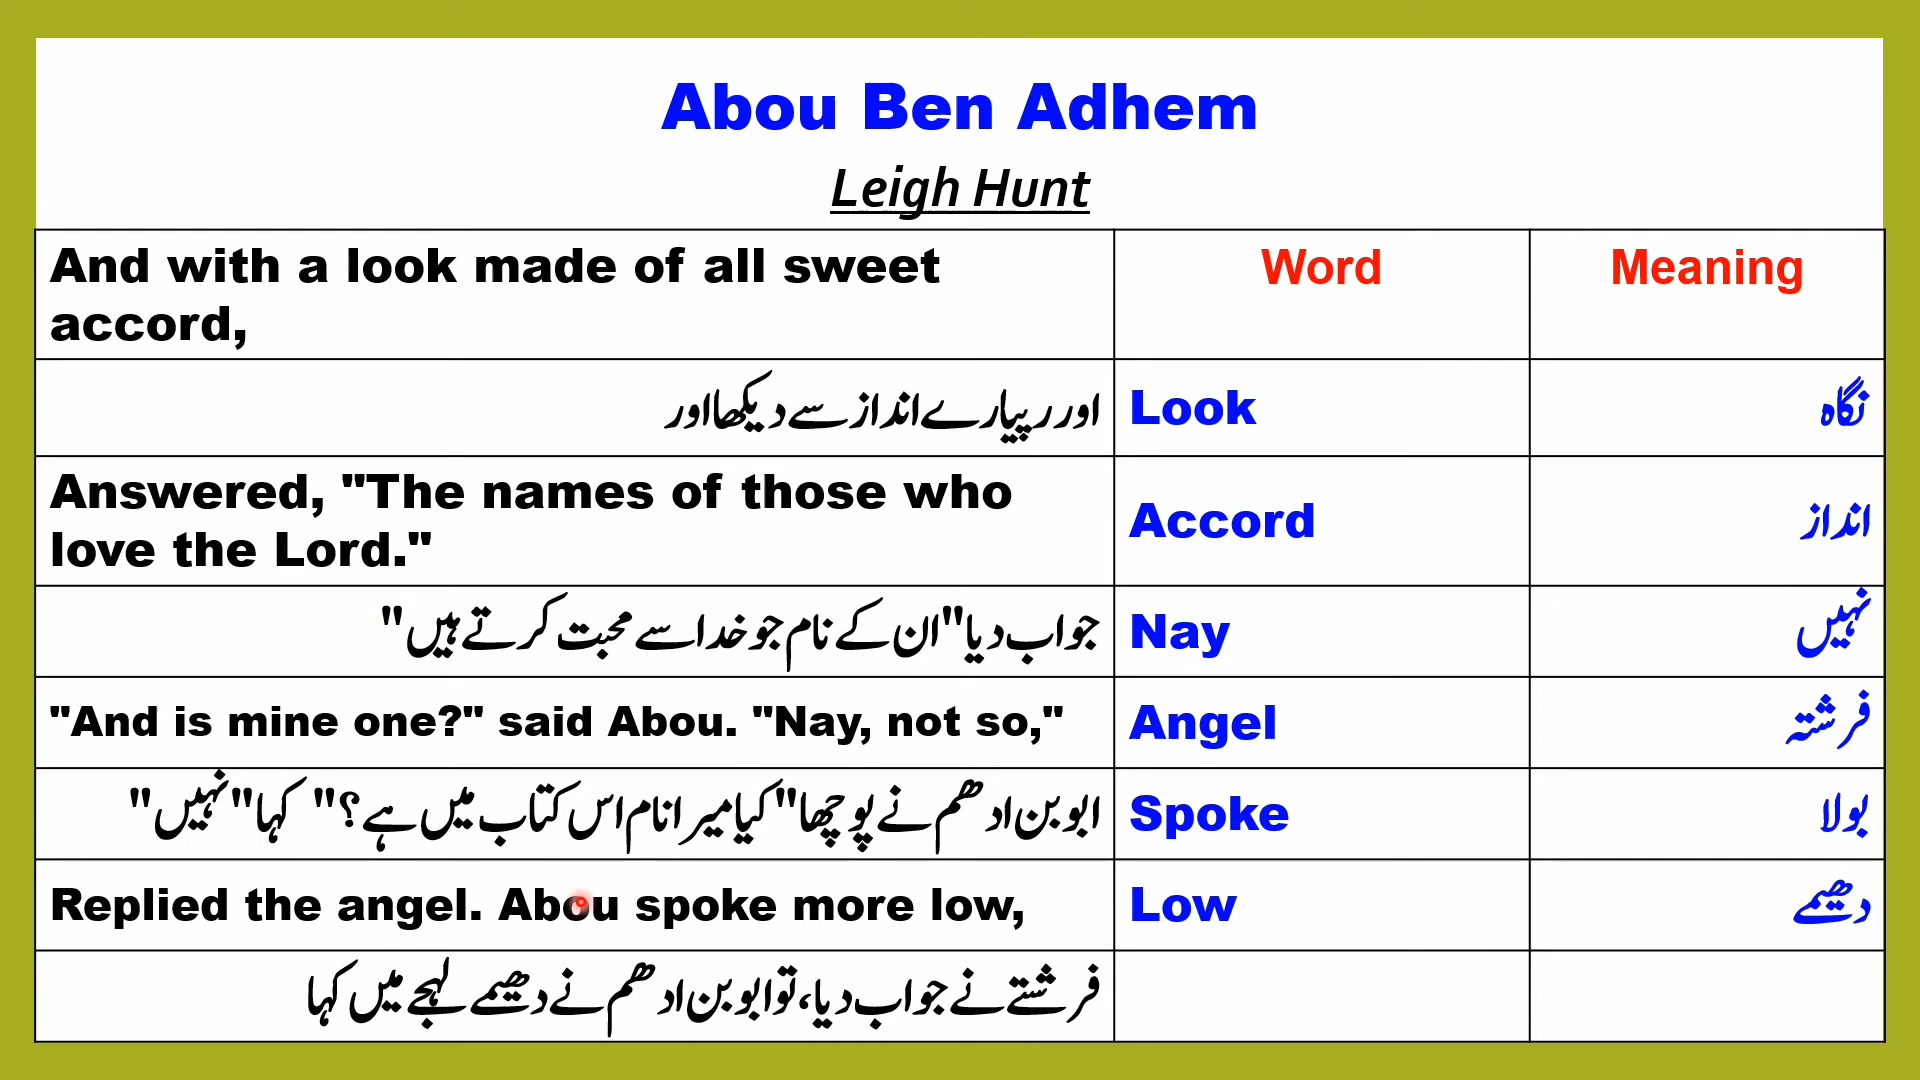 Abou Ben Adhem
Leigh Hunt
And with a look made of all sweet
accord,
Word
Meaning
اور رپیارے انداز سے دیکھا اور
Look
نگاہ
Answered, "The names of those who
love the Lord."
Accord
انداز
جواب دیا "ان کے نام جو خدا سے محبت کرتے ہیں"
Nay
نہیں
"And is mine one?" said Abou. "Nay, not so,"
Angel
فرشتہ
ابو بن ادھم نے پوچھا "کیا میرا نام اس کتاب میں ہے؟" کہا "نہیں"
Spoke
بولا
Replied the angel. Abou spoke more low,
Low
دھیمے
فرشتے نے جواب دیا، تو ابو بن ادھم نے دھیمے لہجے میں کہا